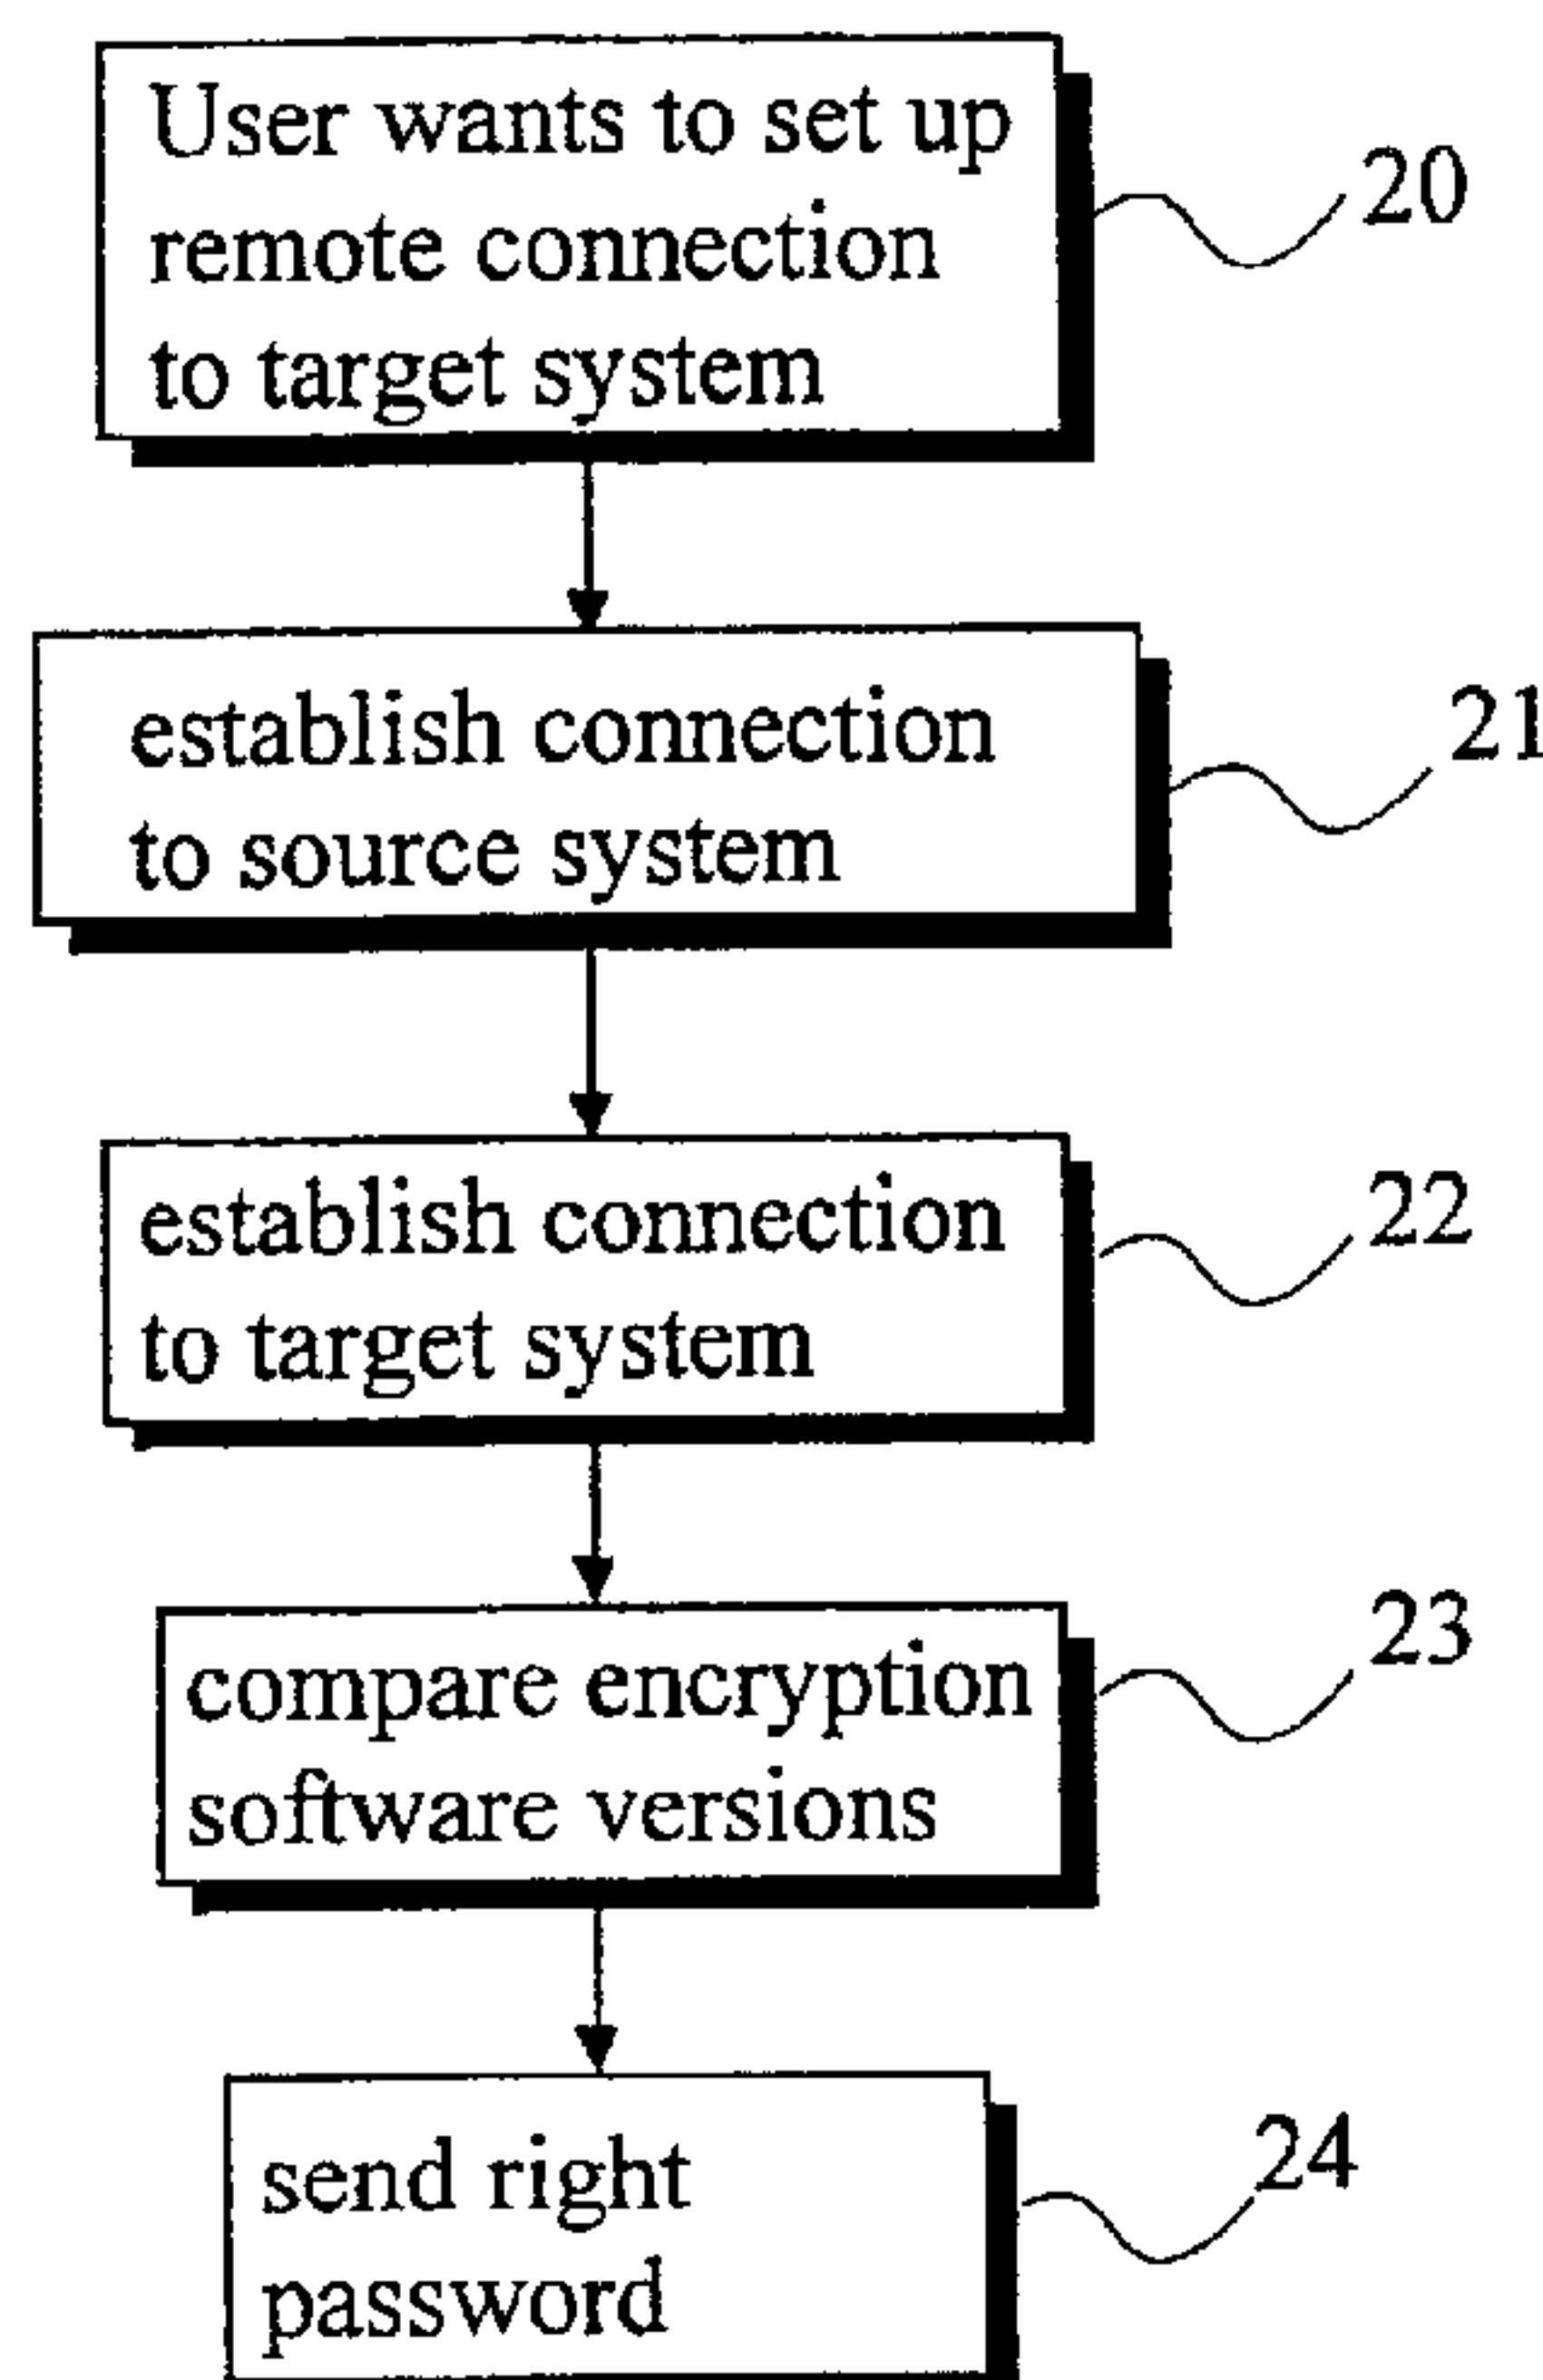 User wants to set up
remote connection
to target system
20
establish connection
to source system
21
establish connection
to target system
22
compare encryption
software versions
23
send right
password
24